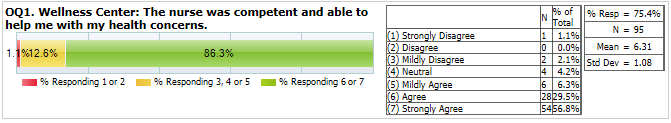 OQ1. Wellness Center: The nurse was competent and able to
help me with my health concerns.
1.1% 12.6% 86.3%
% Responding 1 or 2 % Responding 3, 4 or 5 % Responding 6 or 7
N % of
Total
(1) Strongly Disagree 1 1.1%
(2) Disagree 0 0.0%
(3) Mildly Disagree 2 2.1%
(4) Neutral 4 4.2%
(5) Mildly Agree 6 6.3%
(6) Agree 28 29.5%
(7) Strongly Agree 54 56.8%
% Resp = 75.4%
N = 95
Mean = 6.31
Std Dev = 1.08